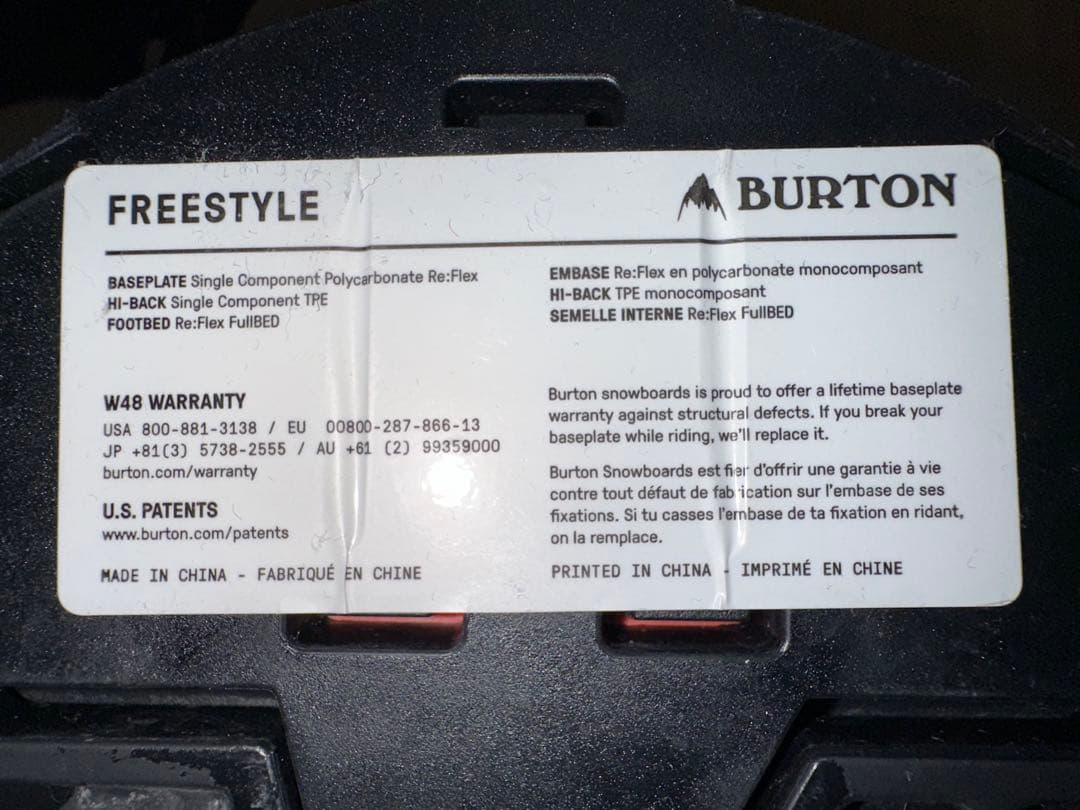 FREESTYLE
BURTON
BASEPLATE Single Component Polycarbonate Re:Flex
HI-BACK Single Component TPE
FOOTBED Re:Flex FullBED
EMBASE Re:Flex en polycarbonate monocomposant
HI-BACK TPE monocomposant
SEMELLE INTERNE Re:Flex FullBED
W48 WARRANTY
USA 800-881-3138 / EU 00800-287-866-13
JP +81(3) 5738-2555 / AU +61 (2) 99359000
burton.com/warranty
U.S. PATENTS
www.burton.com/patents
MADE IN CHINA - FABRIQUÉ EN CHINE
Burton snowboards is proud to offer a lifetime baseplate
warranty against structural defects. If you break your
baseplate while riding, we'll replace it.
Burton Snowboards est fier d'offrir une garantie à vie
contre tout défaut de fabrication sur l'embase de ses
fixations. Si tu casses l'embase de ta fixation en ridant,
on la remplace.
PRINTED IN CHINA - IMPRIMÉ EN CHINE